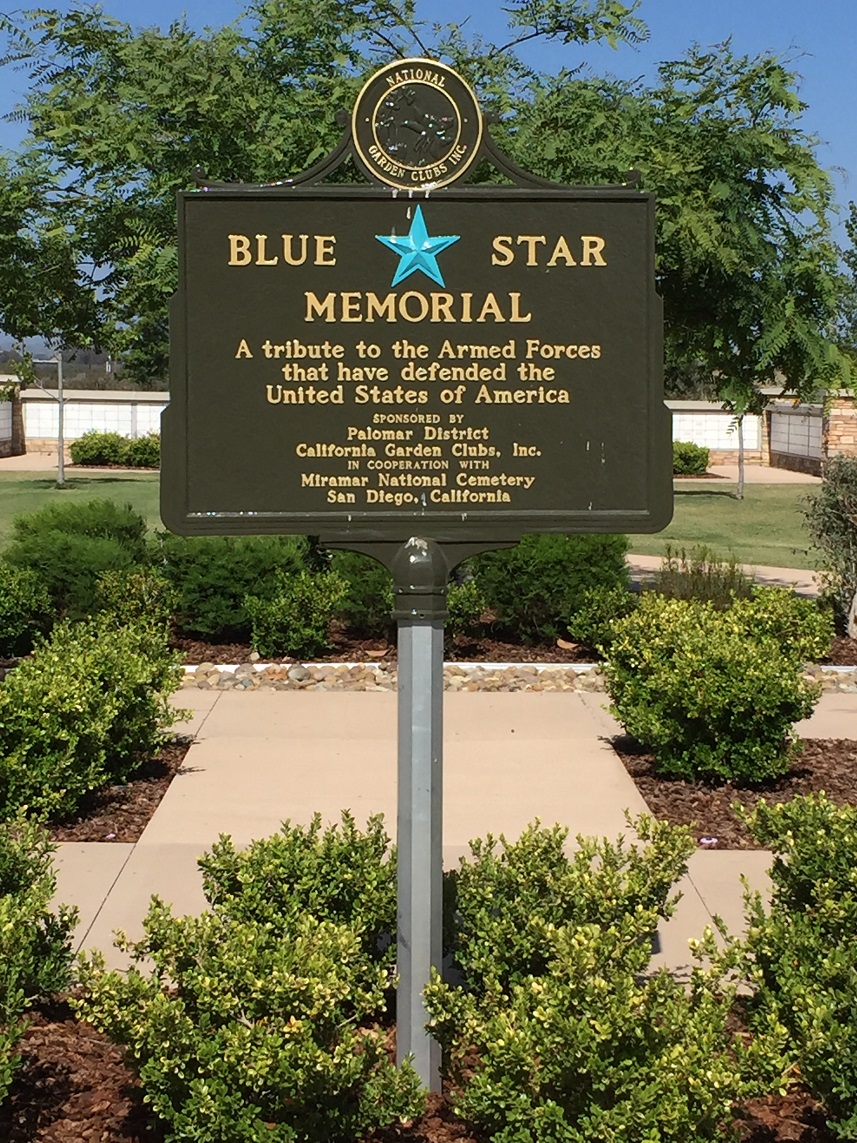 NATIONAL
GARDEN CLUBS INC.
BLUE STAR
MEMORIAL
A tribute to the Armed Forces
that have defended the
United States of America
SPONSORED BY
Palomar District
California Garden Clubs, Inc.
IN COOPERATION WITH
Miramar National Cemetery
San Diego, California